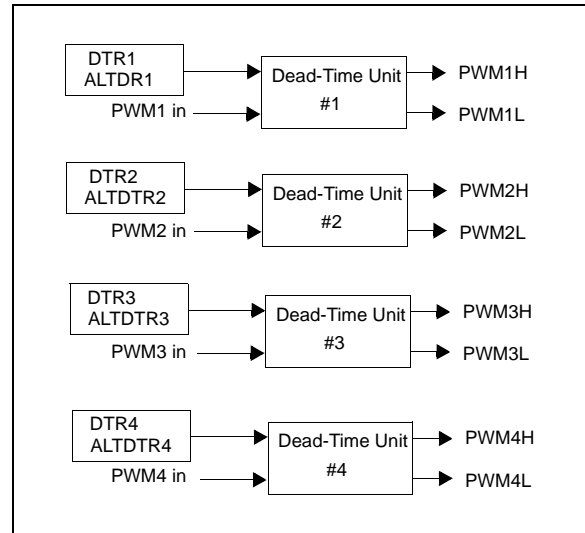 DTR1
ALTDR1
PWM1 in
Dead-Time Unit
#1
PWM1H
PWM1L
DTR2
ALTDTR2
PWM2 in
Dead-Time Unit
#2
PWM2H
PWM2L
DTR3
ALTDTR3
PWM3 in
Dead-Time Unit
#3
PWM3H
PWM3L
DTR4
ALTDTR4
PWM4 in
Dead-Time Unit
#4
PWM4H
PWM4L